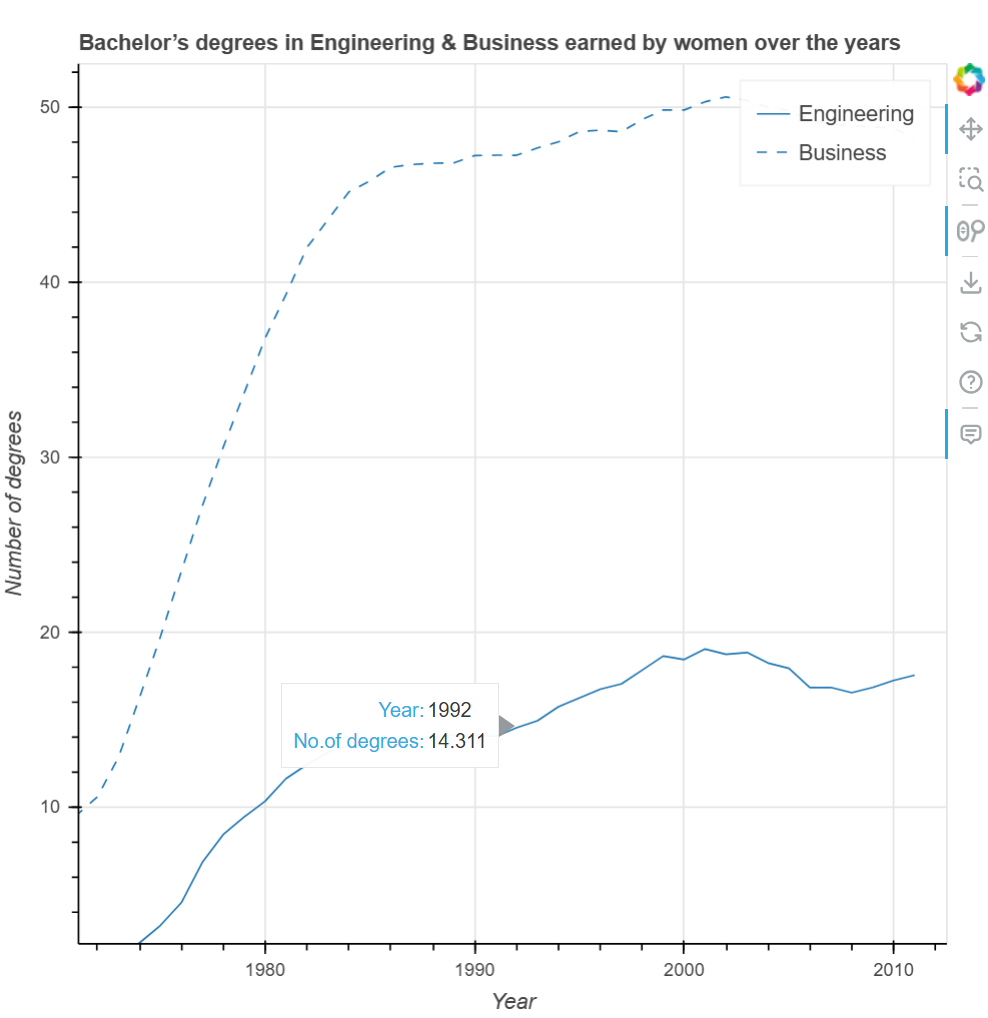 Bachelor’s degrees in Engineering & Business earned by women over the years
Engineering
Business
50
40
30
20
10
Number of degrees
Year: 1992
No.of degrees: 14.311
1980
1990
2000
2010
Year